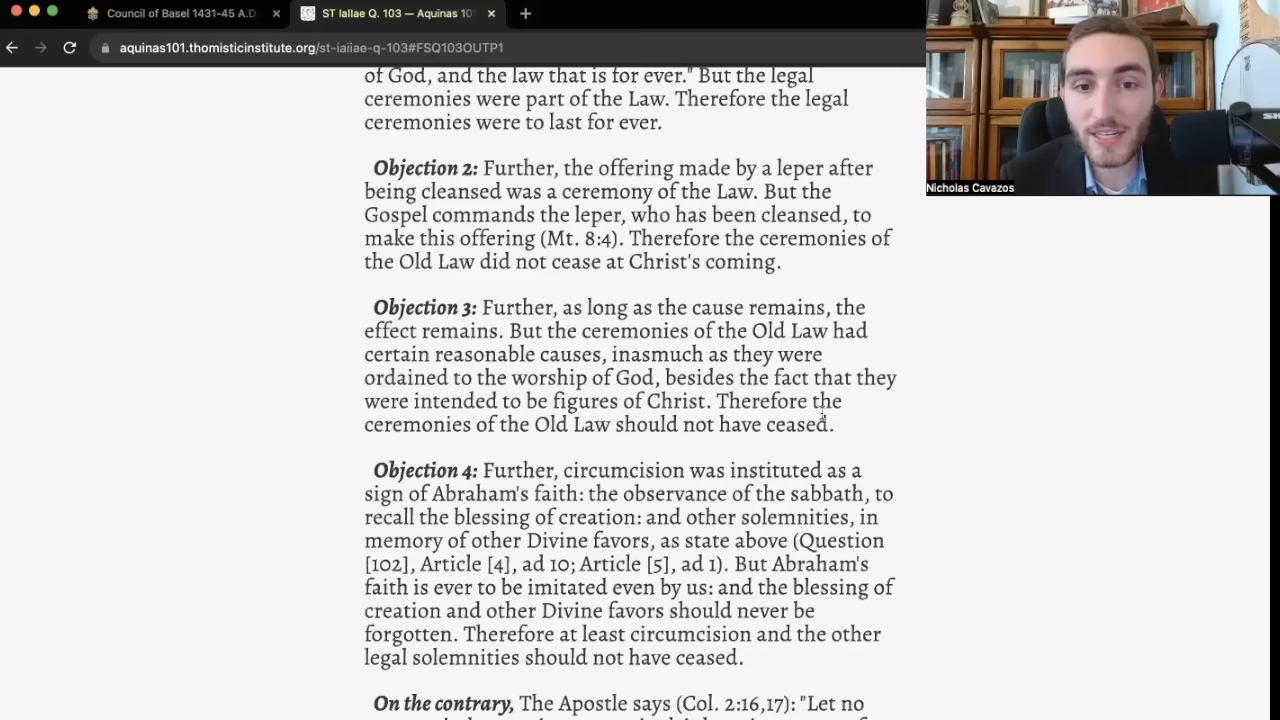 Council of Basel 1431-45 A.D
ST IaIIae Q. 103 — Aquinas 10
aquinas101.thomisticinstitute.org/st-iaiiae-q-103#FSQ103OUTP1
of God, and the law that is for ever." But the legal
ceremonies were part of the Law. Therefore the legal
ceremonies were to last for ever.
Objection 2: Further, the offering made by a leper after
being cleansed was a ceremony of the Law. But the
Gospel commands the leper, who has been cleansed, to
make this offering (Mt. 8:4). Therefore the ceremonies of
the Old Law did not cease at Christ's coming.
Objection 3: Further, as long as the cause remains, the
effect remains. But the ceremonies of the Old Law had
certain reasonable causes, inasmuch as they were
ordained to the worship of God, besides the fact that they
were intended to be figures of Christ. Therefore the
ceremonies of the Old Law should not have ceased.
Objection 4: Further, circumcision was instituted as a
sign of Abraham's faith: the observance of the sabbath, to
recall the blessing of creation: and other solemnities, in
memory of other Divine favors, as state above (Question
[102], Article [4], ad 10; Article [5], ad 1). But Abraham's
faith is ever to be imitated even by us: and the blessing of
creation and other Divine favors should never be
forgotten. Therefore at least circumcision and the other
legal solemnities should not have ceased.
On the contrary, The Apostle says (Col. 2:16,17): "Let no
Nicholas Cavazos